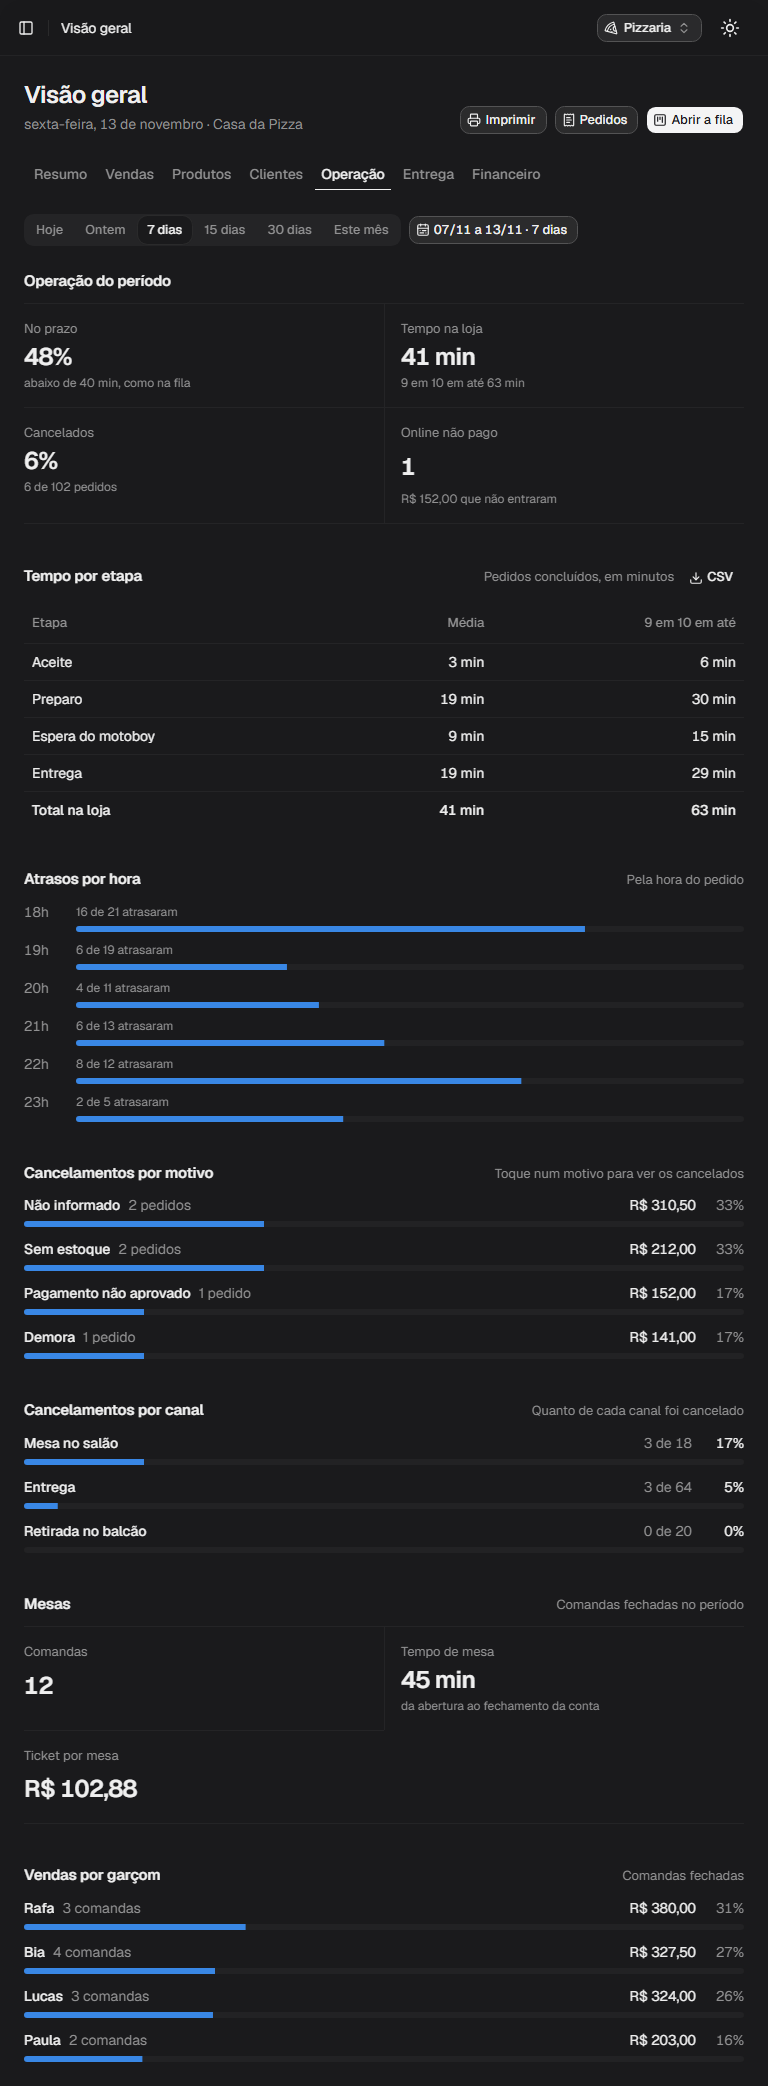 Visão geral
Pizzaria
Visão geral
sexta-feira, 13 de novembro · Casa da Pizza
Imprimir
Pedidos
Abrir a fila
Resumo Vendas Produtos Clientes Operação Entrega Financeiro
Hoje Ontem 7 dias 15 dias 30 dias Este mês 07/11 a 13/11 · 7 dias
Operação do período
No prazo
48%
abaixo de 40 min, como na fila
Tempo na loja
41 min
9 em 10 em até 63 min
Cancelados
6%
6 de 102 pedidos
Online não pago
1
R$ 152,00 que não entraram
Tempo por etapa
Pedidos concluídos, em minutos
CSV
Etapa Média 9 em 10 em até
Aceite 3 min 6 min
Preparo 19 min 30 min
Espera do motoboy 9 min 15 min
Entrega 19 min 29 min
Total na loja 41 min 63 min
Atrasos por hora
Pela hora do pedido
18h 16 de 21 atrasaram
19h 6 de 19 atrasaram
20h 4 de 11 atrasaram
21h 6 de 13 atrasaram
22h 8 de 12 atrasaram
23h 2 de 5 atrasaram
Cancelamentos por motivo
Toque num motivo para ver os cancelados
Não informado 2 pedidos R$ 310,50 33%
Sem estoque 2 pedidos R$ 212,00 33%
Pagamento não aprovado 1 pedido R$ 152,00 17%
Demora 1 pedido R$ 141,00 17%
Cancelamentos por canal
Quanto de cada canal foi cancelado
Mesa no salão 3 de 18 17%
Entrega 3 de 64 5%
Retirada no balcão 0 de 20 0%
Mesas
Comandas fechadas no período
Comandas
12
Tempo de mesa
45 min
da abertura ao fechamento da conta
Ticket por mesa
R$ 102,88
Vendas por garçom
Comandas fechadas
Rafa 3 comandas R$ 380,00 31%
Bia 4 comandas R$ 327,50 27%
Lucas 3 comandas R$ 324,00 26%
Paula 2 comandas R$ 203,00 16%